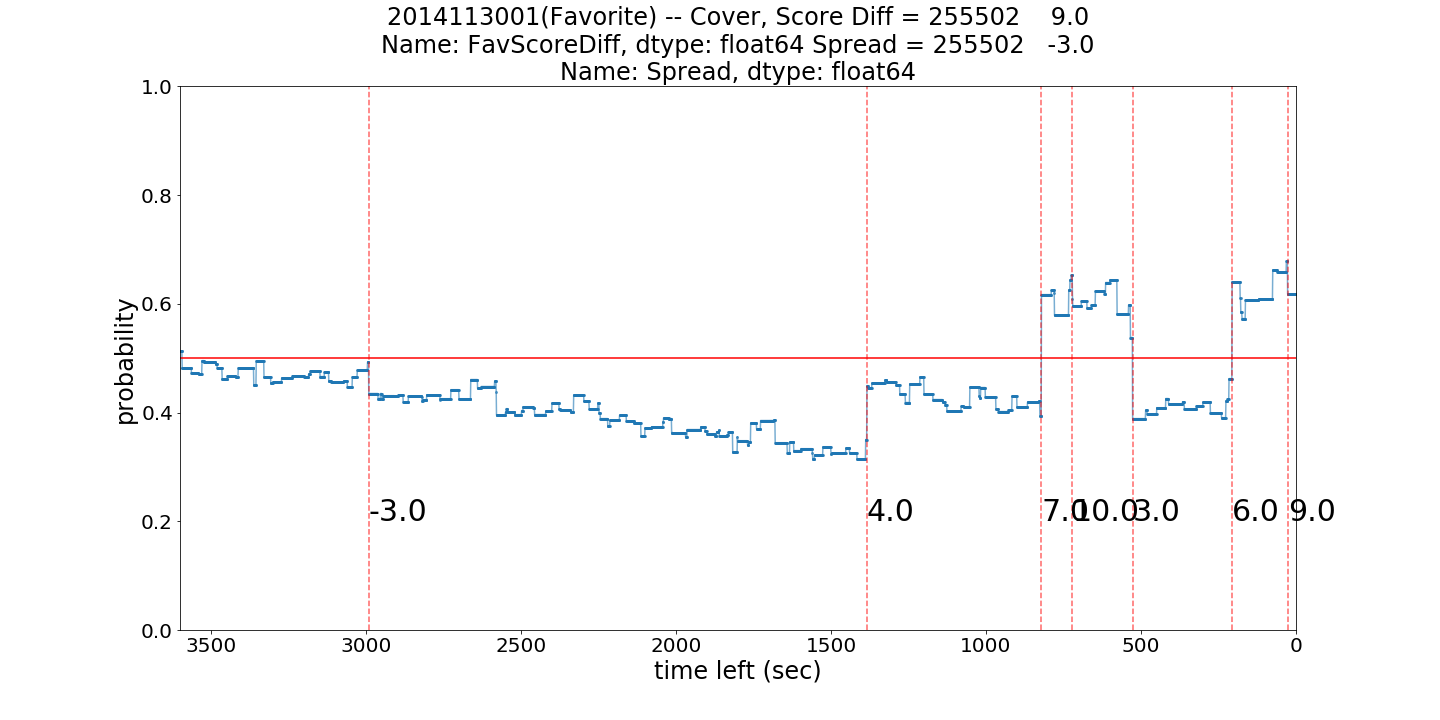 2014113001(Favorite) -- Cover, Score Diff = 255502    9.0
Name: FavScoreDiff, dtype: float64 Spread = 255502   -3.0
Name: Spread, dtype: float64
1.0
0.8
0.6
0.4
0.2
0.0
probability
-3.0
4.0
7.0
10.0
3.0
6.0
9.0
3500 3000 2500 2000 1500 1000 500 0
time left (sec)